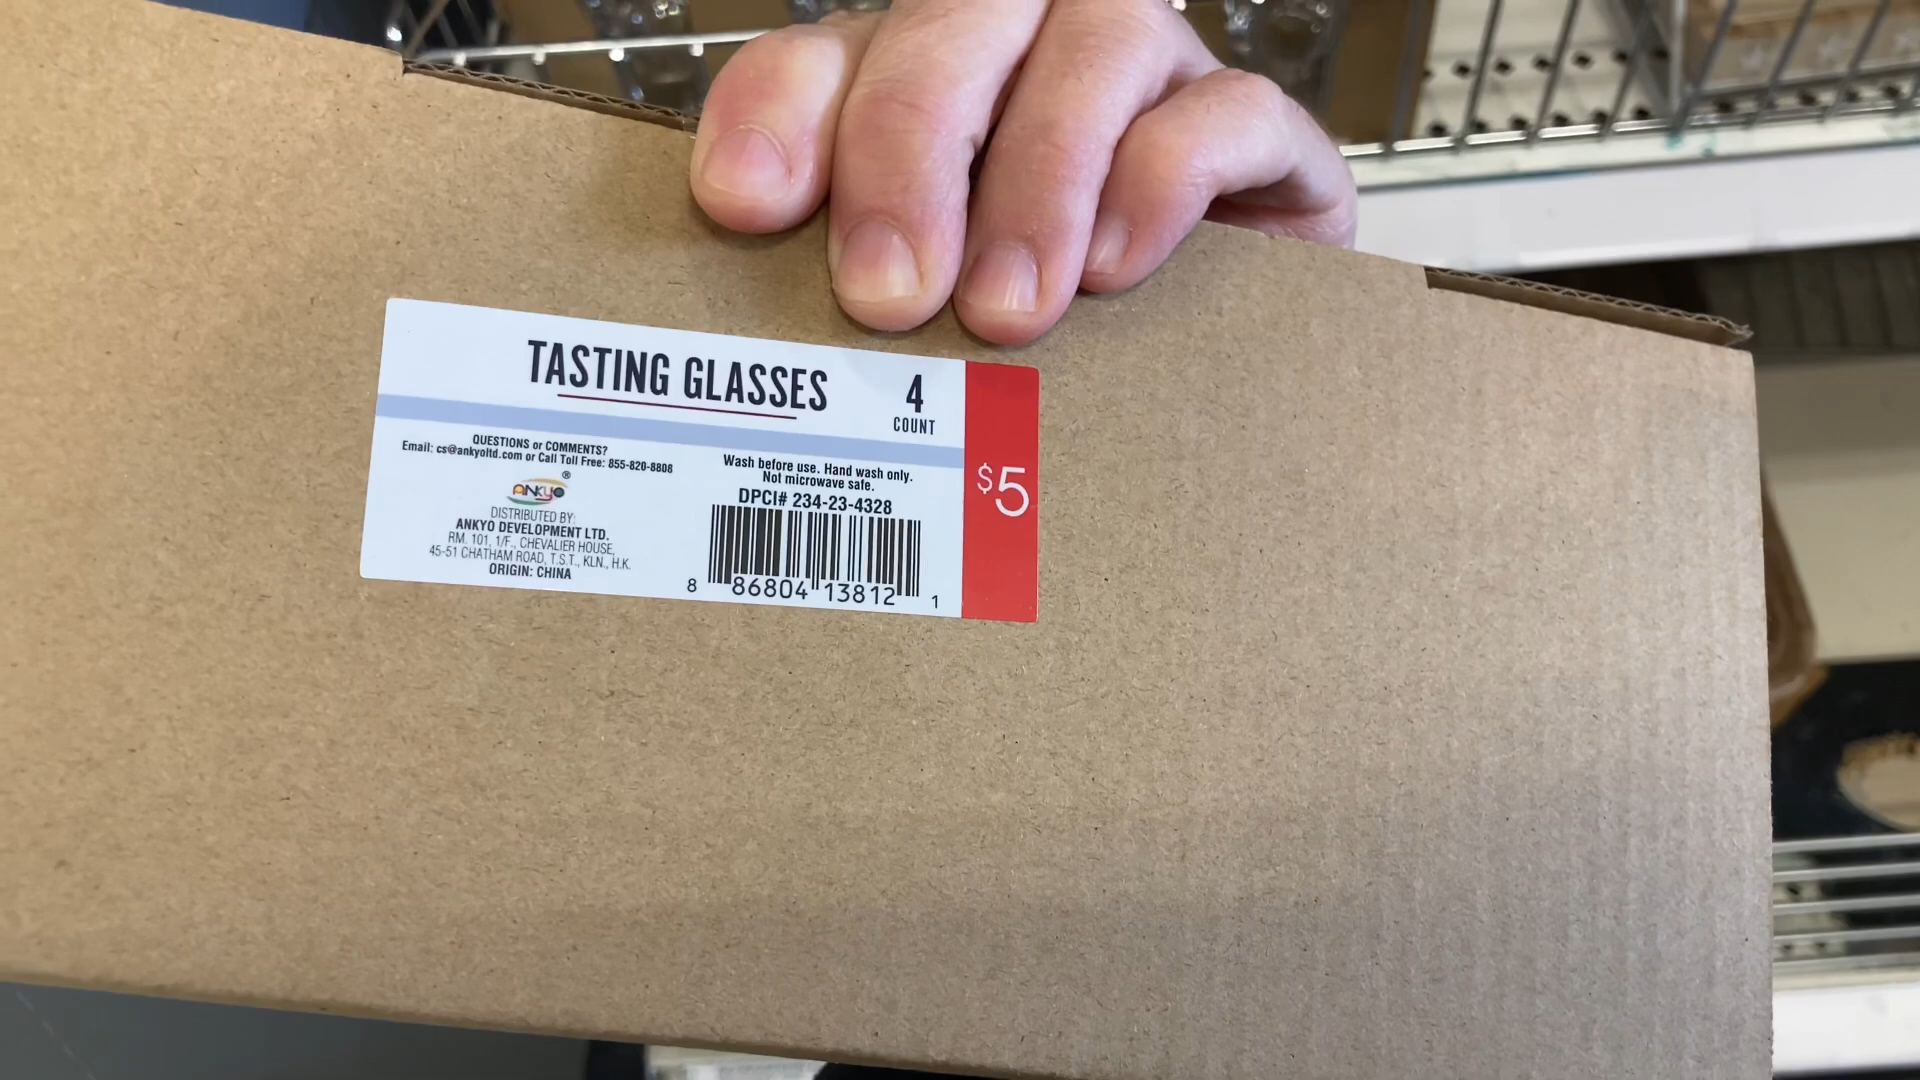 TASTING GLASSES
4
COUNT
QUESTIONS or COMMENTS?
Email: cs@ankyoltd.com or Call Toll Free: 855-820-8808
ANKYO®
DISTRIBUTED BY:
ANKYO DEVELOPMENT LTD.
RM. 101, 1/F., CHEVALIER HOUSE,
45-51 CHATHAM ROAD, T.S.T., KLN., H.K.
ORIGIN: CHINA
Wash before use. Hand wash only.
Not microwave safe.
DPCI# 234-23-4328
8 86804 13812 1
$5